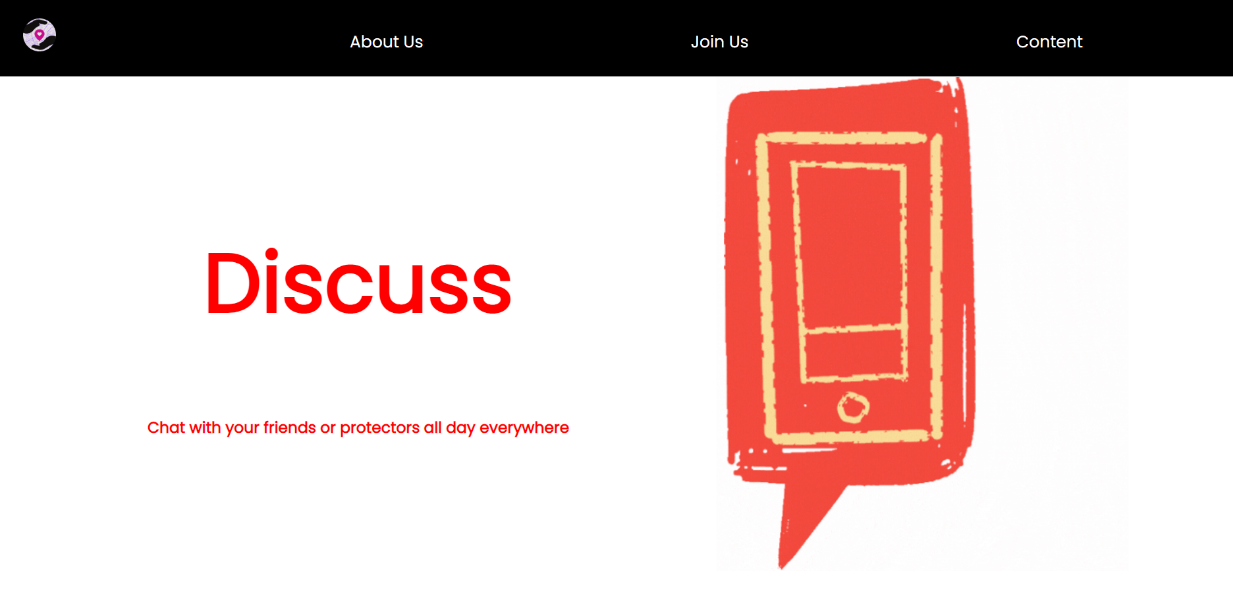 About Us
Join Us
Content
Discuss
Chat with your friends or protectors all day everywhere